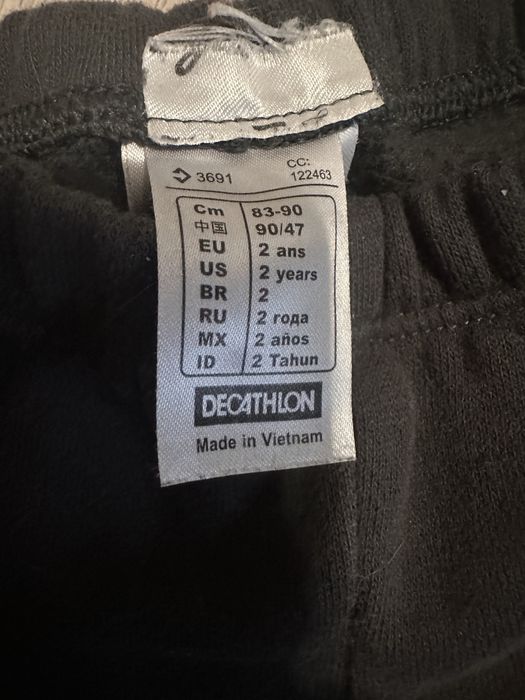 3691 CC: 122463
Cm 83-90
中国 90/47
EU 2 ans
US 2 years
BR 2
RU 2 года
MX 2 años
ID 2 Tahun
DECATHLON
Made in Vietnam